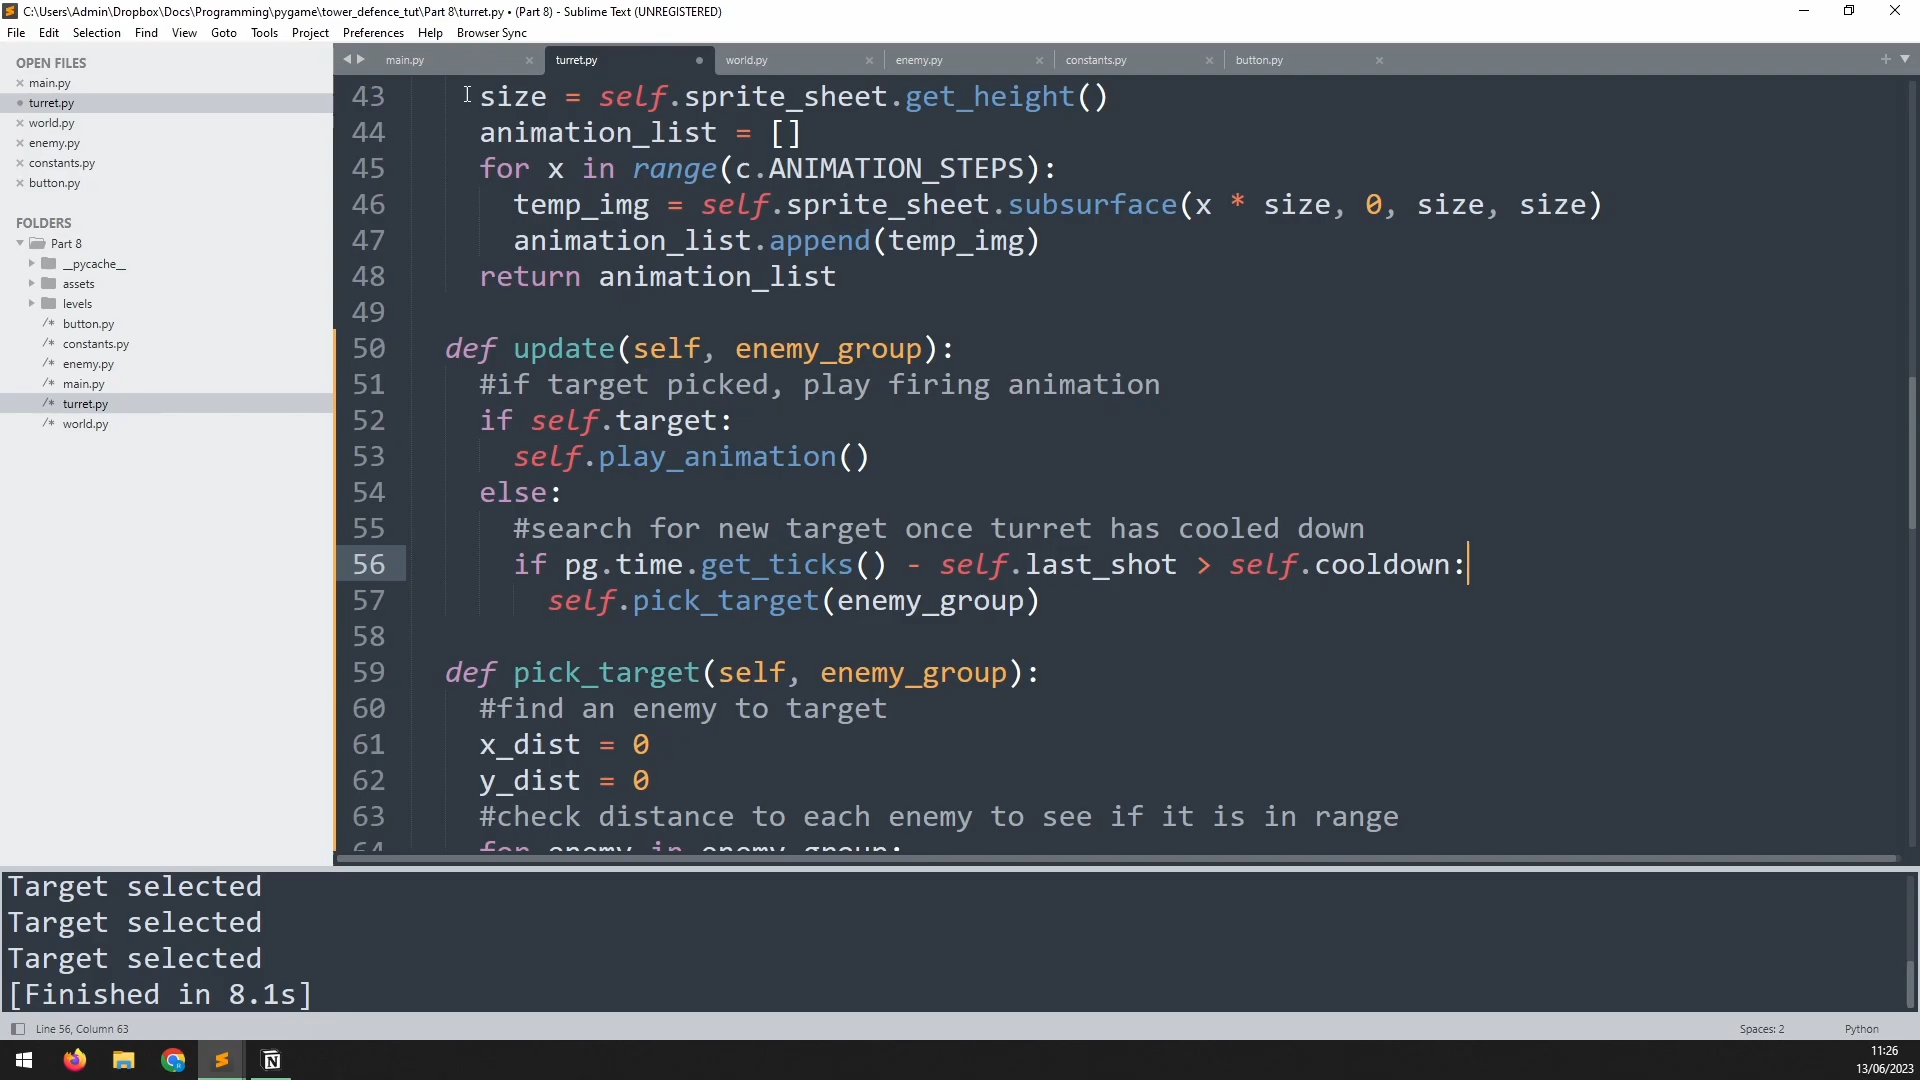 C:\Users\Admin\Dropbox\Docs\Programming\pygame\tower_defence_tut\Part 8\turret.py • (Part 8) - Sublime Text (UNREGISTERED)
File Edit Selection Find View Goto Tools Project Preferences Help Browser Sync
OPEN FILES
main.py
turret.py
world.py
enemy.py
constants.py
button.py
FOLDERS
Part 8
__pycache__
assets
levels
button.py
constants.py
enemy.py
main.py
turret.py
world.py
main.py turret.py world.py enemy.py constants.py button.py
43 size = self.sprite_sheet.get_height()
44 animation_list = []
45 for x in range(c.ANIMATION_STEPS):
46 temp_img = self.sprite_sheet.subsurface(x * size, 0, size, size)
47 animation_list.append(temp_img)
48 return animation_list
49
50 def update(self, enemy_group):
51 #if target picked, play firing animation
52 if self.target:
53 self.play_animation()
54 else:
55 #search for new target once turret has cooled down
56 if pg.time.get_ticks() - self.last_shot > self.cooldown:
57 self.pick_target(enemy_group)
58
59 def pick_target(self, enemy_group):
60 #find an enemy to target
61 x_dist = 0
62 y_dist = 0
63 #check distance to each enemy to see if it is in range
64 for enemy in enemy_group:
Target selected
Target selected
Target selected
[Finished in 8.1s]
Line 56, Column 63
Spaces: 2
Python
11:26
13/06/2023